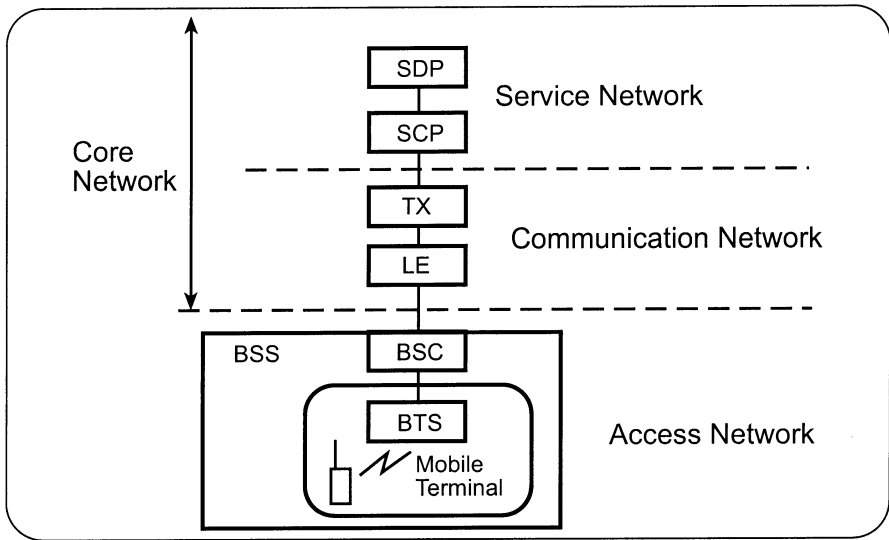 SDP
Service Network
SCP
Core
Network
TX
Communication Network
LE
BSS
BSC
BTS
Access Network
Mobile
Terminal